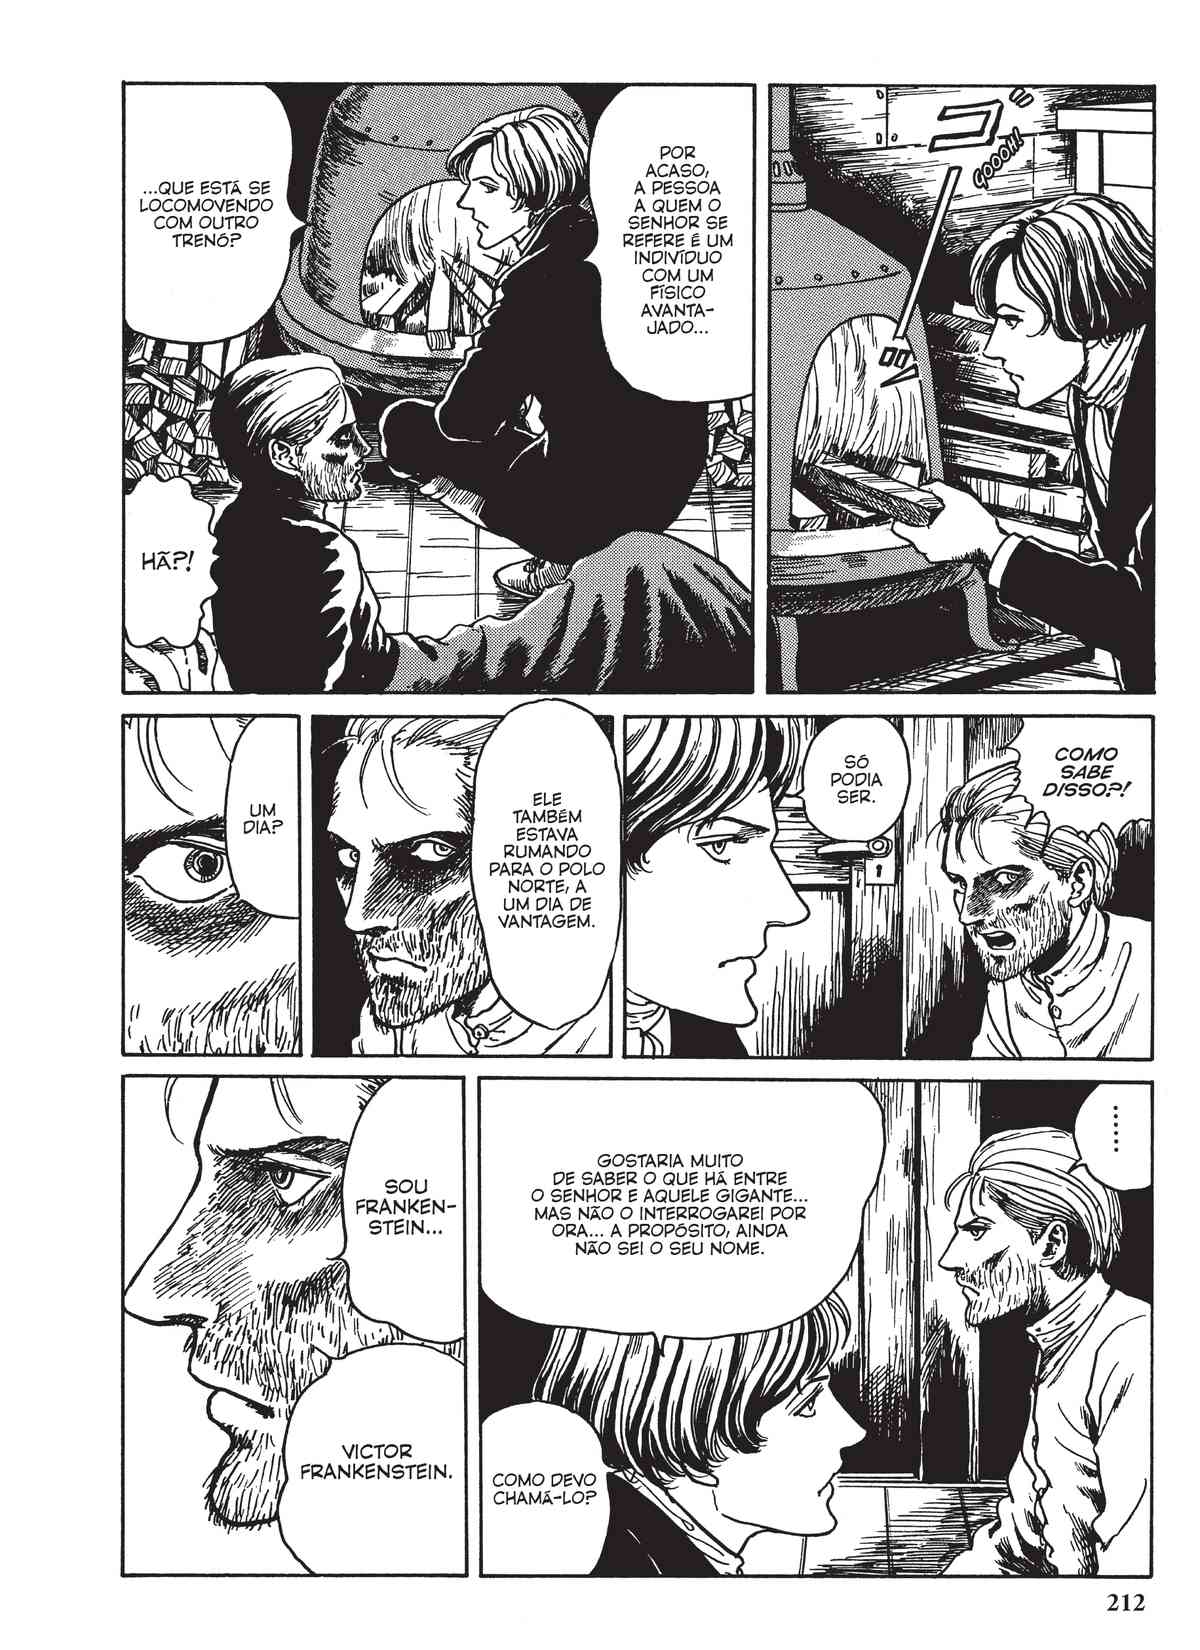 ゴ
GOOOH!
ロロ
POR
ACASO,
A PESSOA
A QUEM O
SENHOR SE
REFERE É UM
INDIVÍDUO
COM UM
FÍSICO
AVANTA-
JADO...
...QUE ESTÁ SE
LOCOMOVENDO
COM OUTRO
TRENÓ?
HÃ?!
COMO
SABE
DISSO?!
SÓ
PODIA
SER.
ELE
TAMBÉM
ESTAVA
RUMANDO
PARA O POLO
NORTE, A
UM DIA DE
VANTAGEM.
UM
DIA?
......
GOSTARIA MUITO
DE SABER O QUE HÁ ENTRE
O SENHOR E AQUELE GIGANTE...
MAS NÃO O INTERROGAREI POR
ORA... A PROPÓSITO, AINDA
NÃO SEI O SEU NOME.
COMO DEVO
CHAMÁ-LO?
SOU
FRANKEN-
STEIN...
VICTOR
FRANKENSTEIN.
212